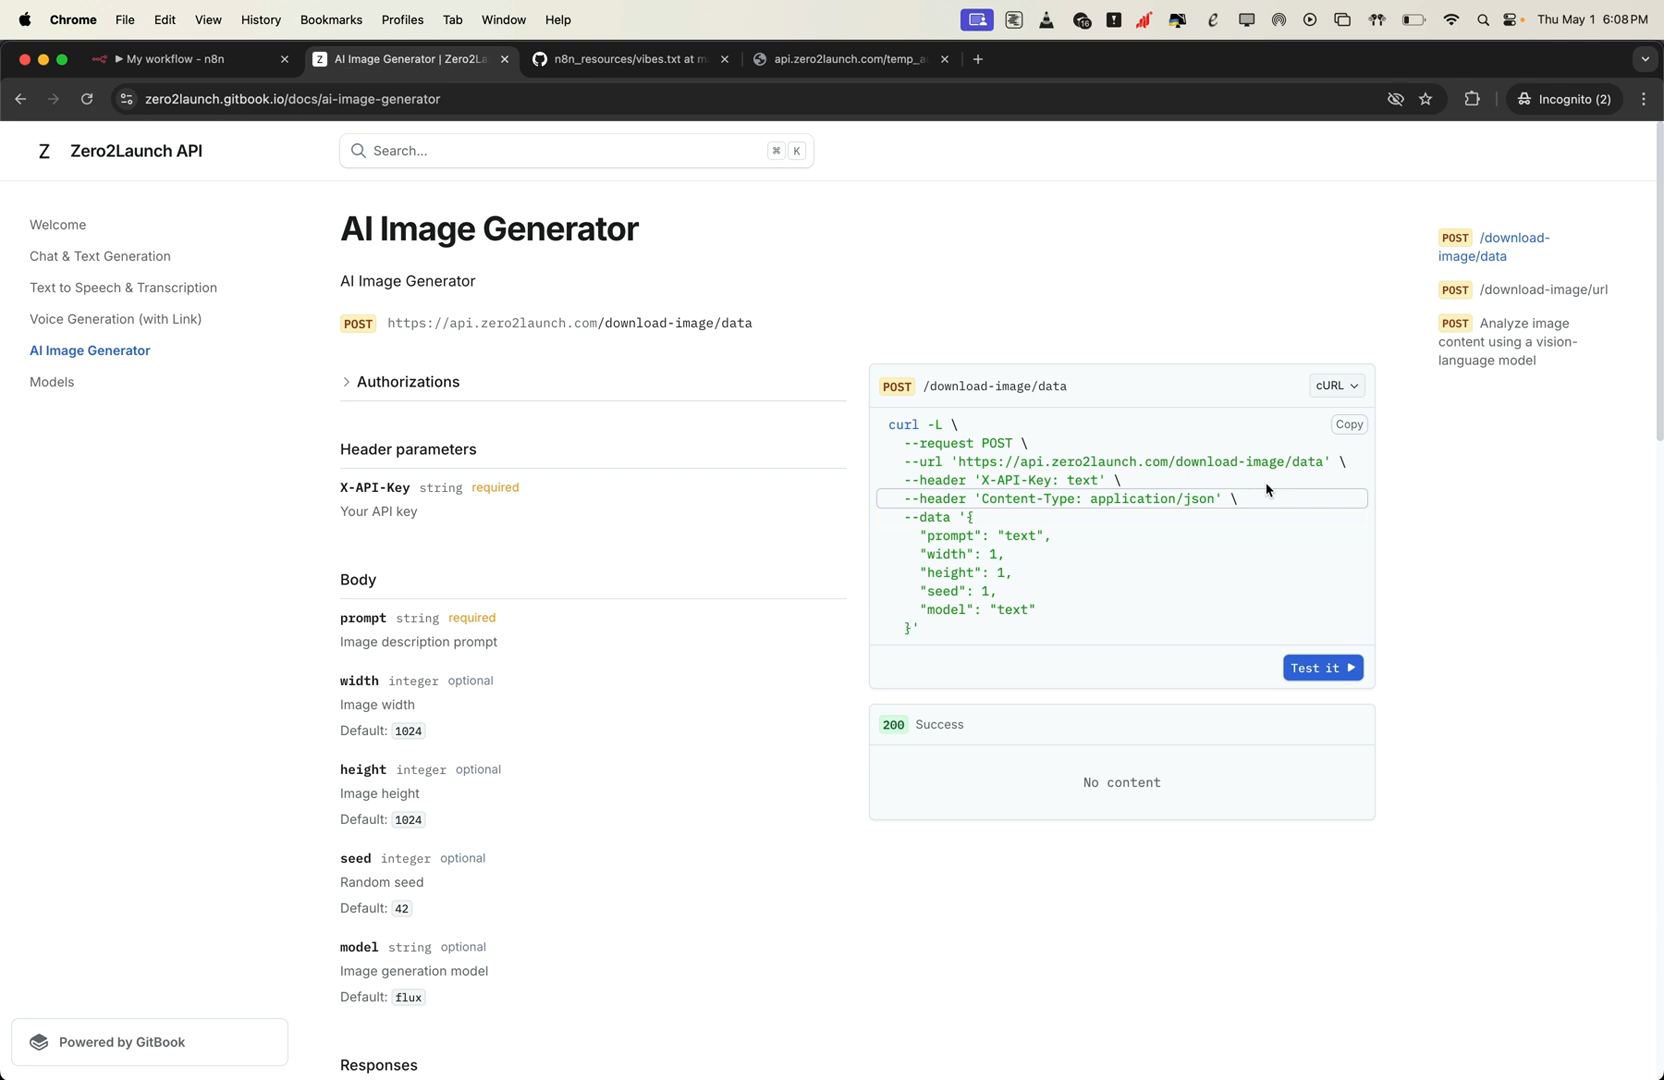 Chrome File Edit View History Bookmarks Profiles Tab Window Help
16
Thu May 1 6:08 PM
My workflow - n8n
AI Image Generator | Zero2La
n8n_resources/vibes.txt at m
api.zero2launch.com/temp_a
zero2launch.gitbook.io/docs/ai-image-generator
Incognito (2)
Z Zero2Launch API
Search...
⌘ K
Welcome
Chat & Text Generation
Text to Speech & Transcription
Voice Generation (with Link)
AI Image Generator
Models
Powered by GitBook
AI Image Generator
AI Image Generator
POST https://api.zero2launch.com/download-image/data
Authorizations
Header parameters
X-API-Key string required
Your API key
Body
prompt string required
Image description prompt
width integer optional
Image width
Default: 1024
height integer optional
Image height
Default: 1024
seed integer optional
Random seed
Default: 42
model string optional
Image generation model
Default: flux
Responses
POST /download-image/data
cURL
Copy
curl -L \
--request POST \
--url 'https://api.zero2launch.com/download-image/data' \
--header 'X-API-Key: text' \
--header 'Content-Type: application/json' \
--data '{
"prompt": "text",
"width": 1,
"height": 1,
"seed": 1,
"model": "text"
}'
Test it
200 Success
No content
POST /download-
image/data
POST /download-image/url
POST Analyze image
content using a vision-
language model